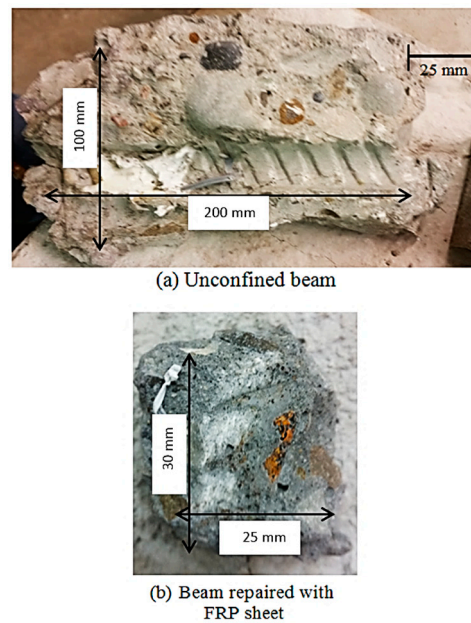 25 mm
100 mm
200 mm
(a) Unconfined beam
30 mm
25 mm
(b) Beam repaired with
FRP sheet